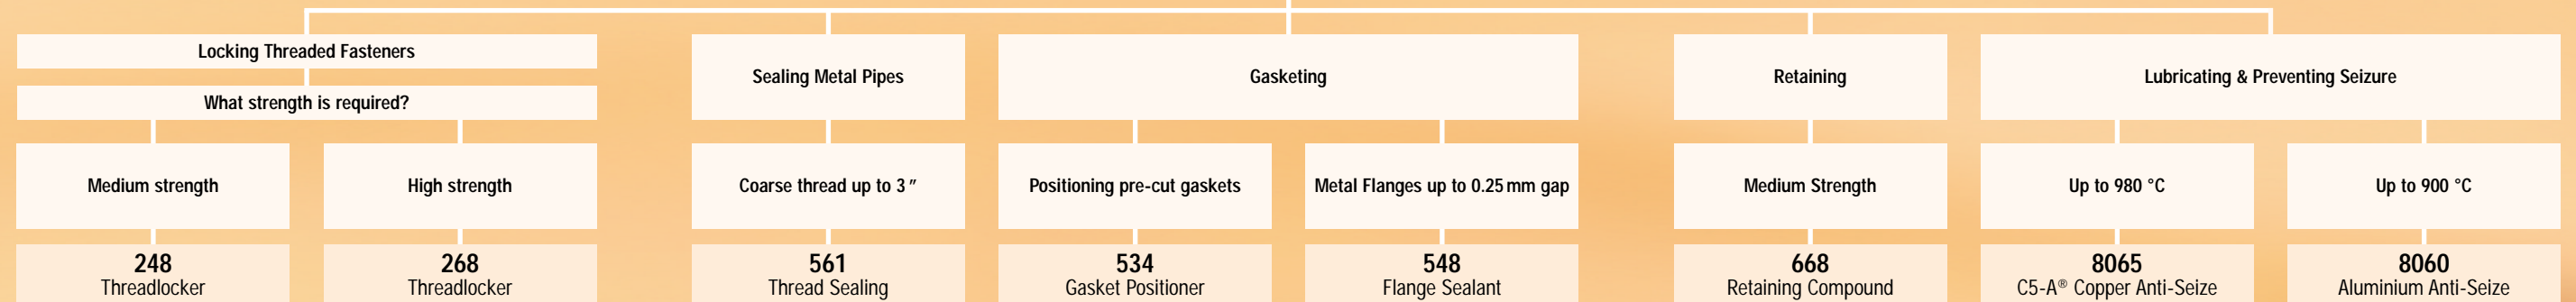 Locking Threaded Fasteners
What strength is required?
Sealing Metal Pipes
Gasketing
Retaining
Lubricating & Preventing Seizure
Medium strength
High strength
Coarse thread up to 3 ″
Positioning pre-cut gaskets
Metal Flanges up to 0.25 mm gap
Medium Strength
Up to 980 °C
Up to 900 °C
248
Threadlocker
268
Threadlocker
561
Thread Sealing
534
Gasket Positioner
548
Flange Sealant
668
Retaining Compound
8065
C5-A® Copper Anti-Seize
8060
Aluminium Anti-Seize